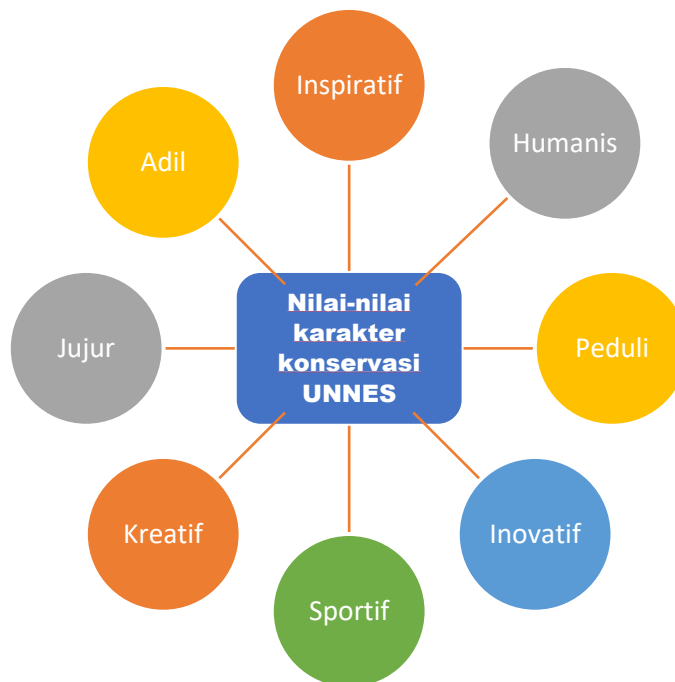 Inspiratif
Humanis
Adil
Nilai-nilai
karakter
konservasi
UNNES
Jujur
Peduli
Kreatif
Inovatif
Sportif